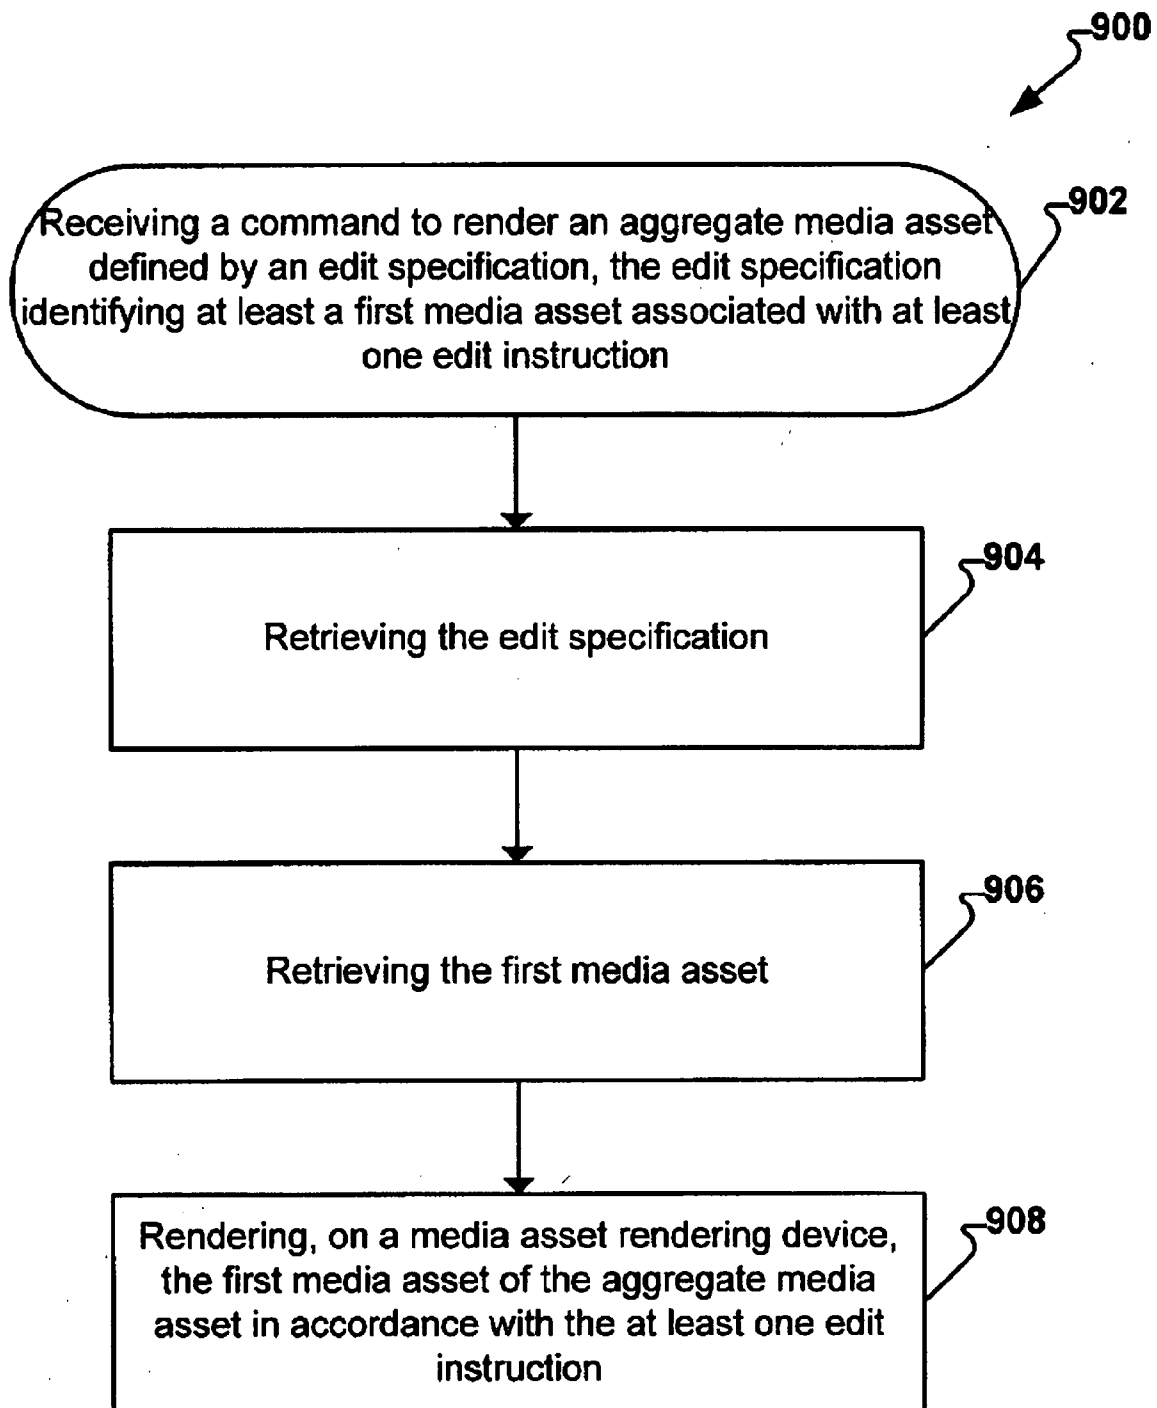 900
902
Receiving a command to render an aggregate media asset
defined by an edit specification, the edit specification
identifying at least a first media asset associated with at least
one edit instruction
904
Retrieving the edit specification
906
Retrieving the first media asset
908
Rendering, on a media asset rendering device,
the first media asset of the aggregate media
asset in accordance with the at least one edit
instruction